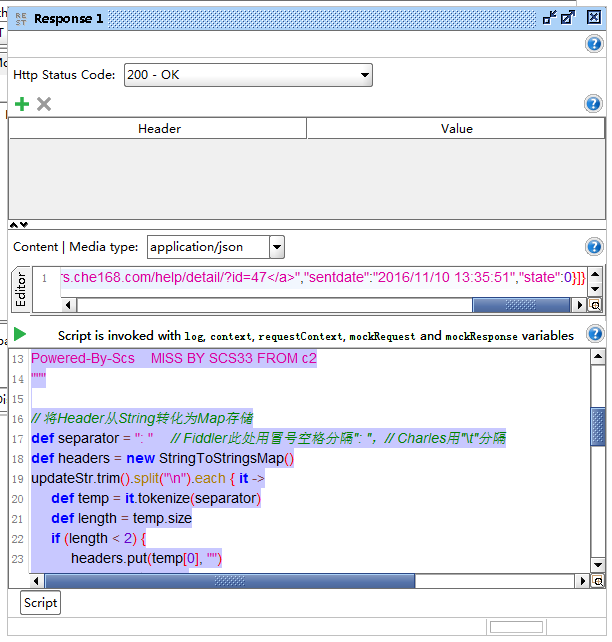 REST Response 1
Http Status Code: 200 - OK
Header Value
Content | Media type: application/json
Editor
1 rs.che168.com/help/detail/?id=47</a>","sentdate":"2016/11/10 13:35:51","state":0}]}
Script is invoked with log, context, requestContext, mockRequest and mockResponse variables
13 Powered-By-Scs MISS BY SCS33 FROM c2
14 """
15
16 // 将Header从String转化为Map存储
17 def separator = ": " // Fiddler此处用冒号空格分隔": ", // Charles用"\t"分隔
18 def headers = new StringToStringsMap()
19 updateStr.trim().split("\n").each { it ->
20 def temp = it.tokenize(separator)
21 def length = temp.size
22 if (length < 2) {
23 headers.put(temp[0], "")
Script